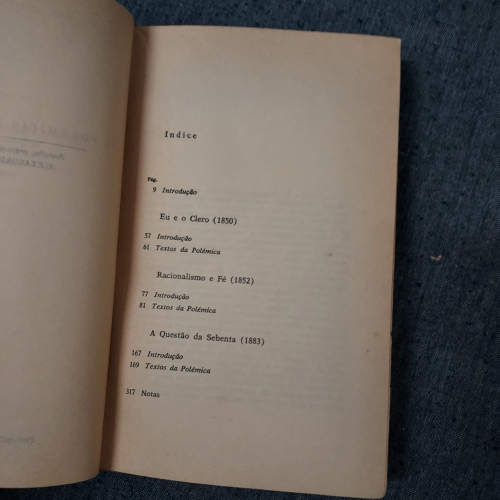 Indice
Pág.
9 Introdução
Eu e o Clero (1850)
57 Introdução
61 Textos da Polémica
Racionalismo e Fé (1852)
77 Introdução
81 Textos da Polémica
A Questão da Sebenta (1883)
167 Introdução
169 Textos da Polémica
317 Notas